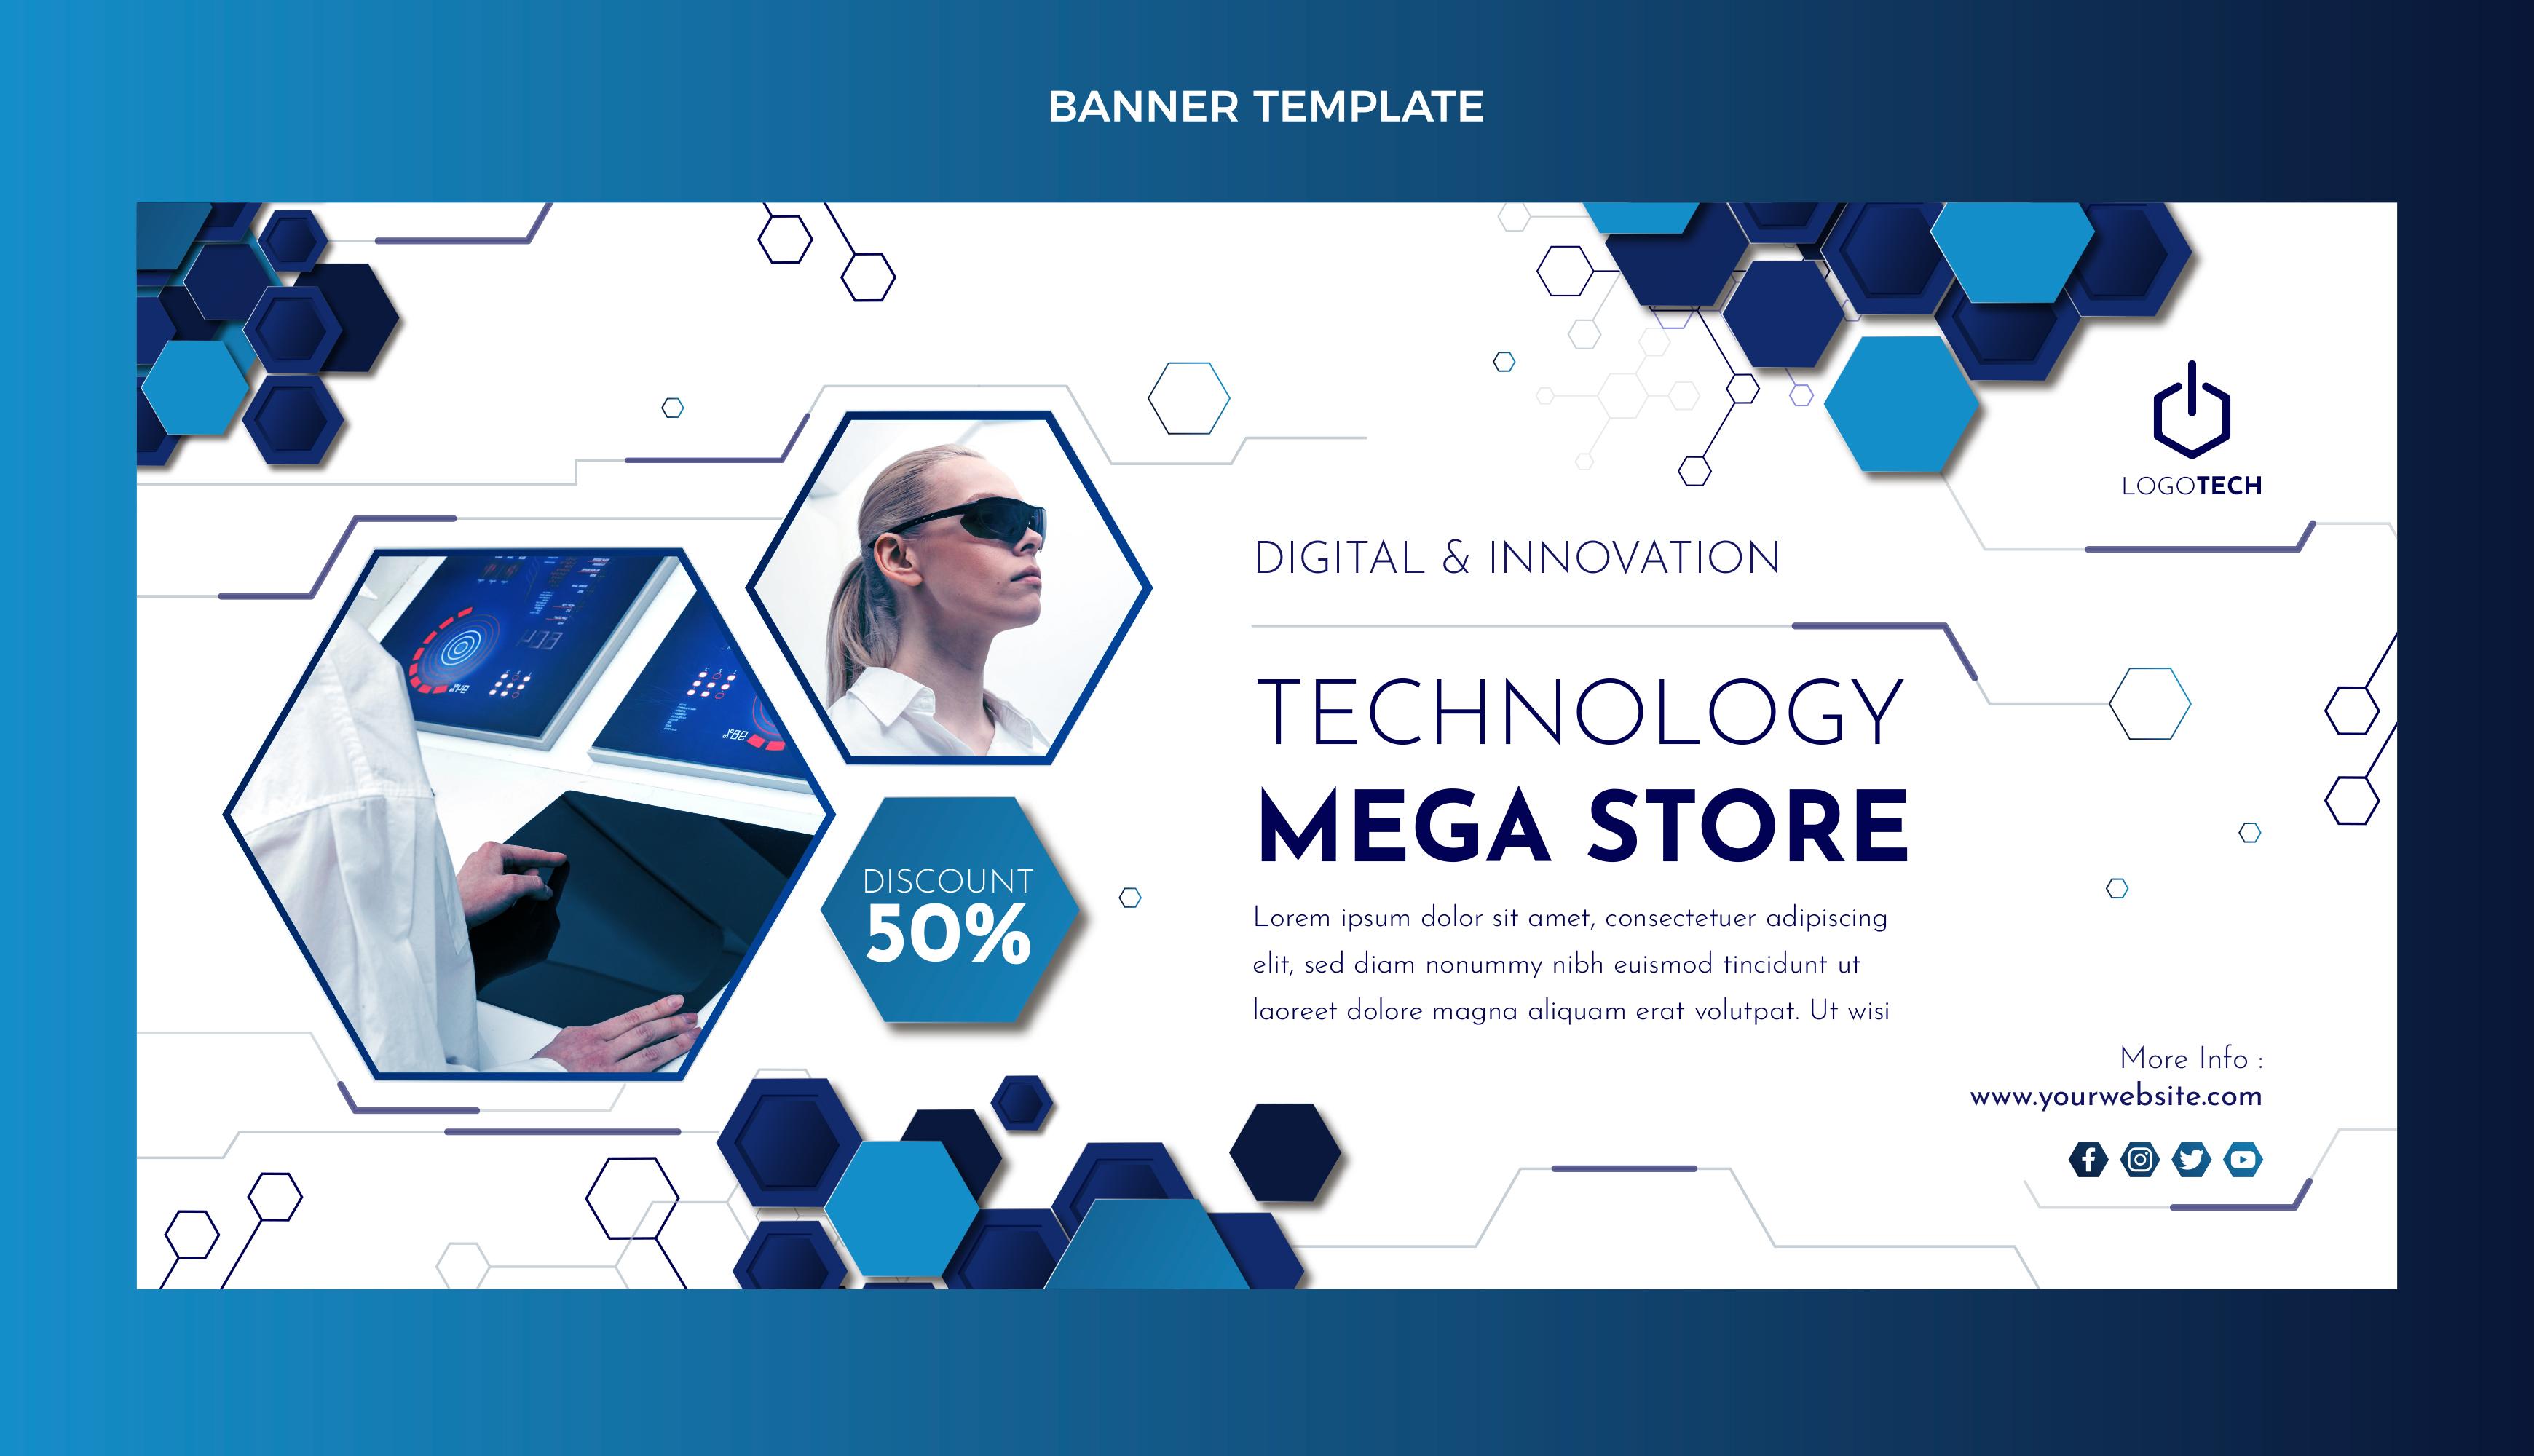 BANNER TEMPLATE
LOGOTECH
DIGITAL & INNOVATION
TECHNOLOGY
MEGA STORE
DISCOUNT
50%
Lorem ipsum dolor sit amet, consectetuer adipiscing
elit, sed diam nonummy nibh euismod tincidunt ut
laoreet dolore magna aliquam erat volutpat. Ut wisi
More Info :
www.yourwebsite.com